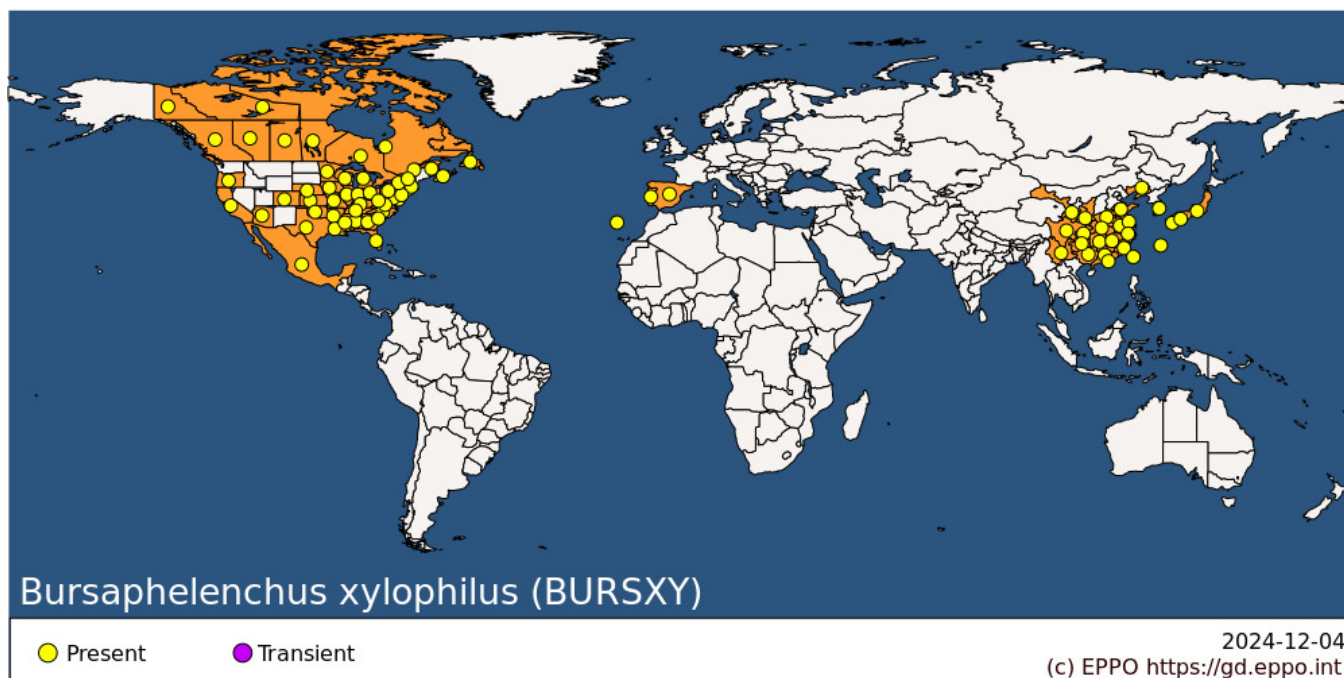 Bursaphelenchus xylophilus (BURSXY)
Present
Transient
2024-12-04
(c) EPPO https://gd.eppo.int